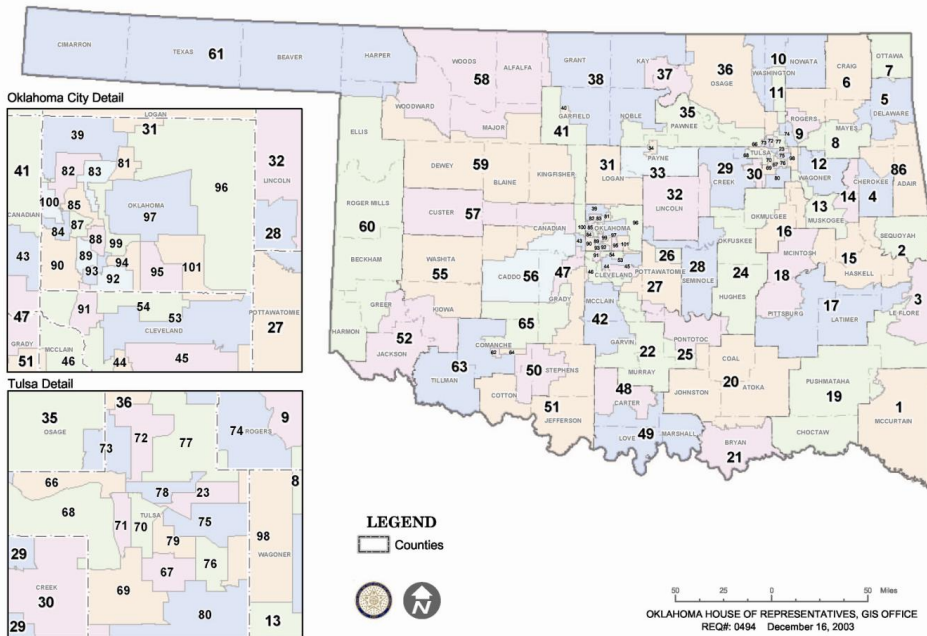 CIMARRON TEXAS 61 BEAVER HARPER
WOODS 58 ALFALFA
GRANT 38 KAY 37
OSAGE 36
10 NOWATA
WASHINGTON 11
CRAIG 6
OTTAWA 7
5 DELAWARE
WOODWARD MAJOR
40 GARFIELD 41
NOBLE
35 PAWNEE
ROGERS 9
MAYES 8
ELLIS
DEWEY 59 BLAINE KINGFISHER
31 LOGAN
34 PAYNE 33
TULSA
29 CREEK 30
12 WAGONER
CHEROKEE 4
86 ADAIR
ROGER MILLS 60
CUSTER 57
CANADIAN
OKLAHOMA
32 LINCOLN
OKMULGEE 16
13 MUSKOGEE 14
SEQUOYAH 2
BECKHAM
WASHITA 55
CADDO 56
47 GRADY
CLEVELAND
26 POTTAWATOMIE 27
28 SEMINOLE
OKFUSKEE 24
HUGHES
MCINTOSH 18
15 HASKELL
GREER
KIOWA
HARMON
52 JACKSON
65
COMANCHE 62 64
MCCLAIN 42
GARVIN
PITTSBURG 17 LATIMER
3 LE FLORE
63 TILLMAN
COTTON
50 STEPHENS
51 JEFFERSON
22 MURRAY
PONTOTOC 25
COAL 20 ATOKA
PUSHMATAHA 19
1 MCCURTAIN
48 CARTER
JOHNSTON
LOVE 49 MARSHALL
BRYAN 21
CHOCTAW
Oklahoma City Detail
LOGAN
31
39
41
82 83 81
32 LINCOLN
96
CANADIAN 100 85
OKLAHOMA 97
84 87
88 99
28
43
90 89 94
93 92 95 101
91 54
53
CLEVELAND
POTTAWATOMIE 27
47
GRADY 51
MCCLAIN 46 44 45
Tulsa Detail
36
35 OSAGE
73 72 77
74 ROGERS 9
66
78 23
8
68
71 TULSA 70
75
79
98 WAGONER
29
67 76
CREEK 30
69
80
29
13
LEGEND
Counties
N
50 25 0 50 Miles
OKLAHOMA HOUSE OF REPRESENTATIVES, GIS OFFICE
REQ#: 0494 December 16, 2003